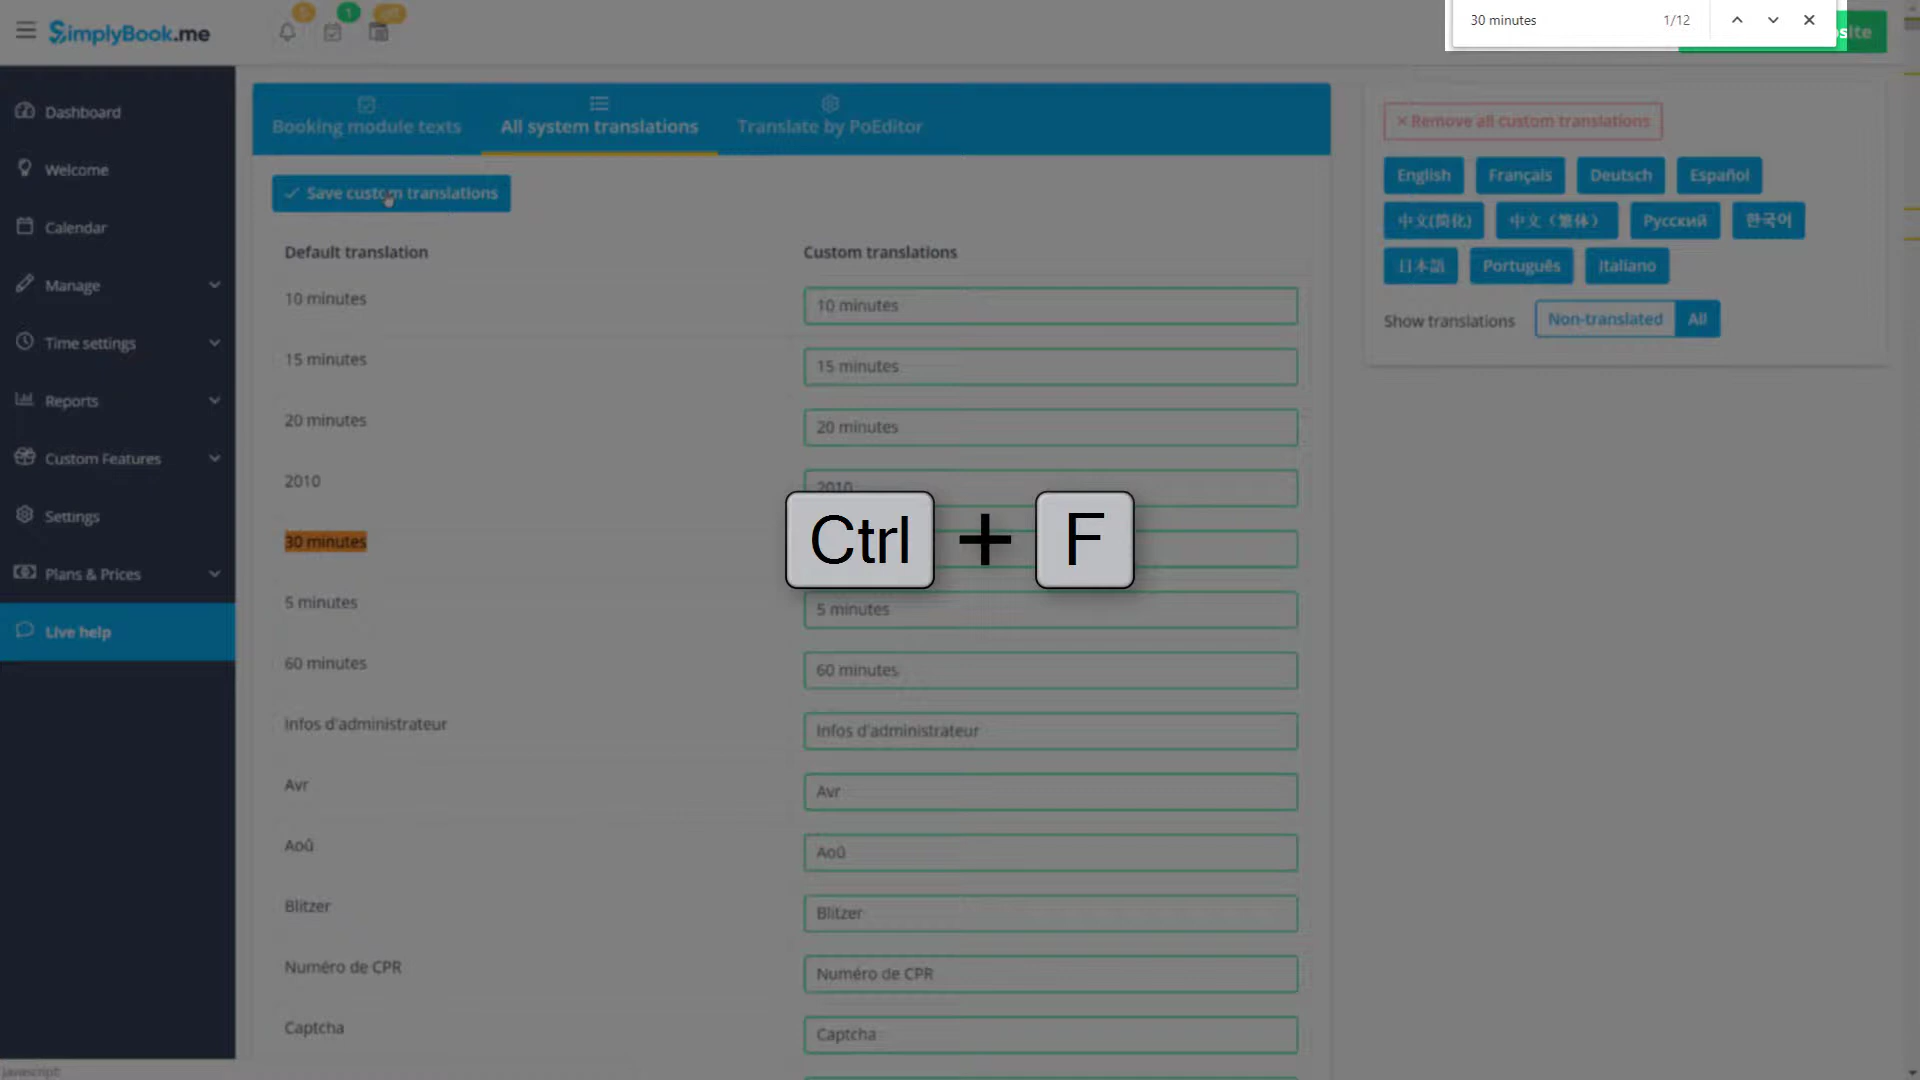 SimplyBook.me
1
30 minutes
1/12
Dashboard
Welcome
Calendar
Manage
Time settings
Reports
Custom Features
Settings
Plans & Prices
Live help
Booking module texts
All system translations
Translate by PoEditor
Save custom translations
Default translation
Custom translations
10 minutes
10 minutes
15 minutes
15 minutes
20 minutes
20 minutes
2010
2010
30 minutes
5 minutes
5 minutes
60 minutes
60 minutes
Infos d'administrateur
Infos d'administrateur
Avr
Avr
Aoû
Aoû
Blitzer
Blitzer
Numéro de CPR
Numéro de CPR
Captcha
Captcha
Ctrl + F
× Remove all custom translations
English
Français
Deutsch
Español
中文(简化)
中文（繁体）
Русский
한국어
日本語
Português
Italiano
Show translations
Non-translated
All
javascript: